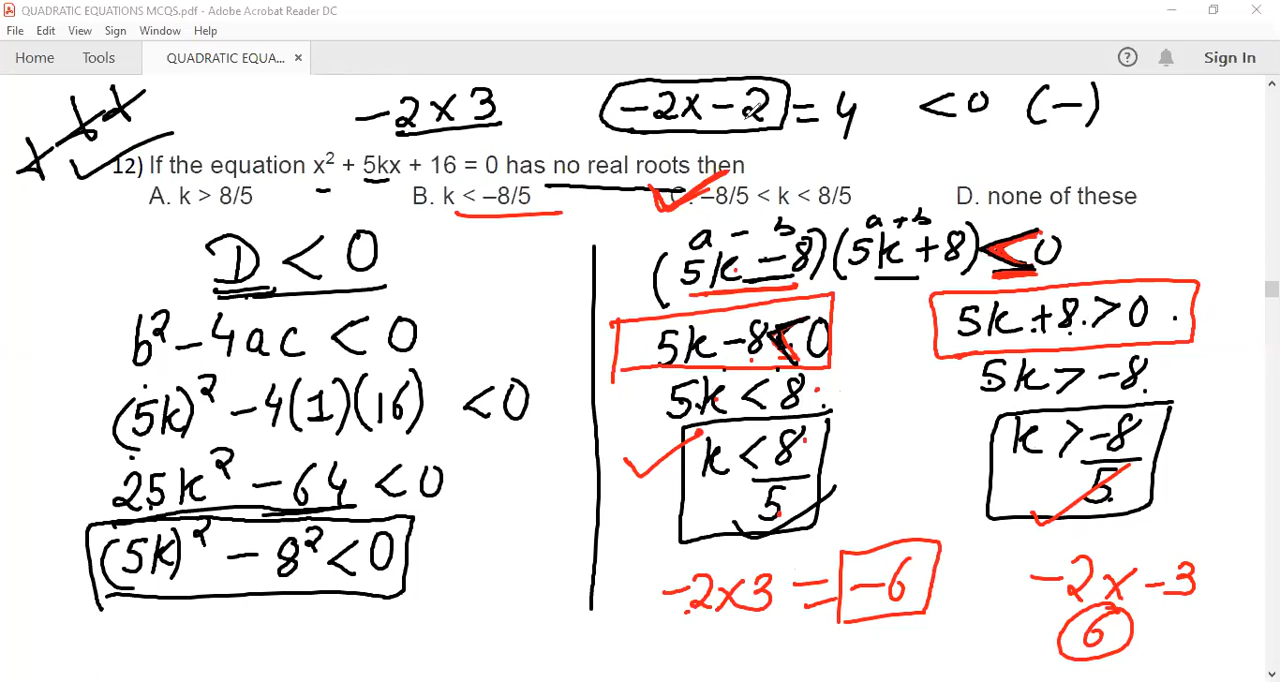 QUADRATIC EQUATIONS MCQS.pdf - Adobe Acrobat Reader DC
File Edit View Sign Window Help
Home Tools QUADRATIC EQUA... × Sign In
-2 x 3 -2x-2 = 4 <0 (-)
12) If the equation x² + 5kx + 16 = 0 has no real roots then
A. k > 8/5 B. k < –8/5 –8/5 < k < 8/5 D. none of these
D < 0
b² - 4ac < 0
(5k)² - 4(1)(16) < 0
25k² - 64 < 0
(5k)² - 8² < 0
a - b a + b
(5k - 8)(5k + 8) < 0
5k - 8 < 0 5k + 8 > 0
5k < 8 5k > -8
k < 8/5 k > -8/5
-2x3 = -6 -2x-3
6